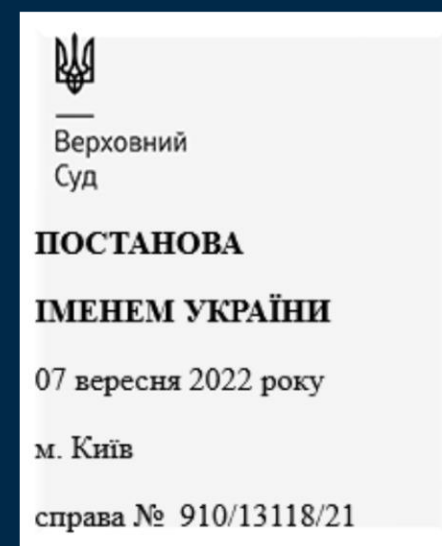 Верховний
Суд
ПОСТАНОВА
ІМЕНЕМ УКРАЇНИ
07 вересня 2022 року
м. Київ
справа № 910/13118/21